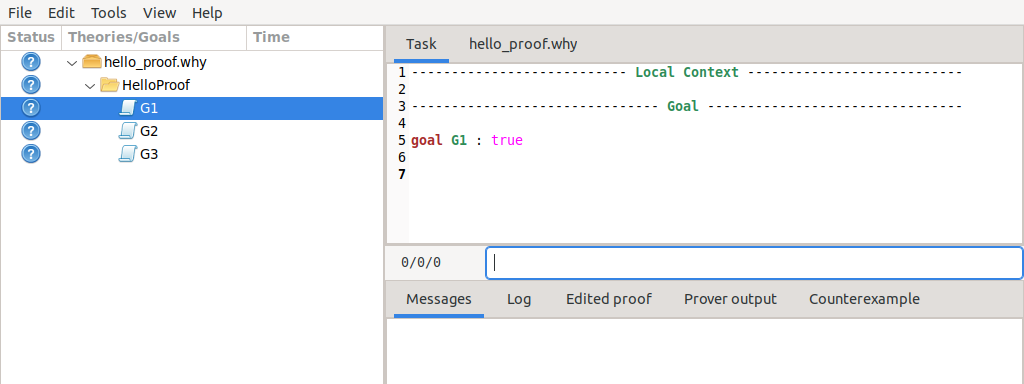 File Edit Tools View Help
Status Theories/Goals Time
hello_proof.why
HelloProof
G1
G2
G3
Task hello_proof.why
1 --------------------------- Local Context ---------------------------
2
3 ------------------------------- Goal --------------------------------
4
5 goal G1 : true
6
7
0/0/0
Messages Log Edited proof Prover output Counterexample